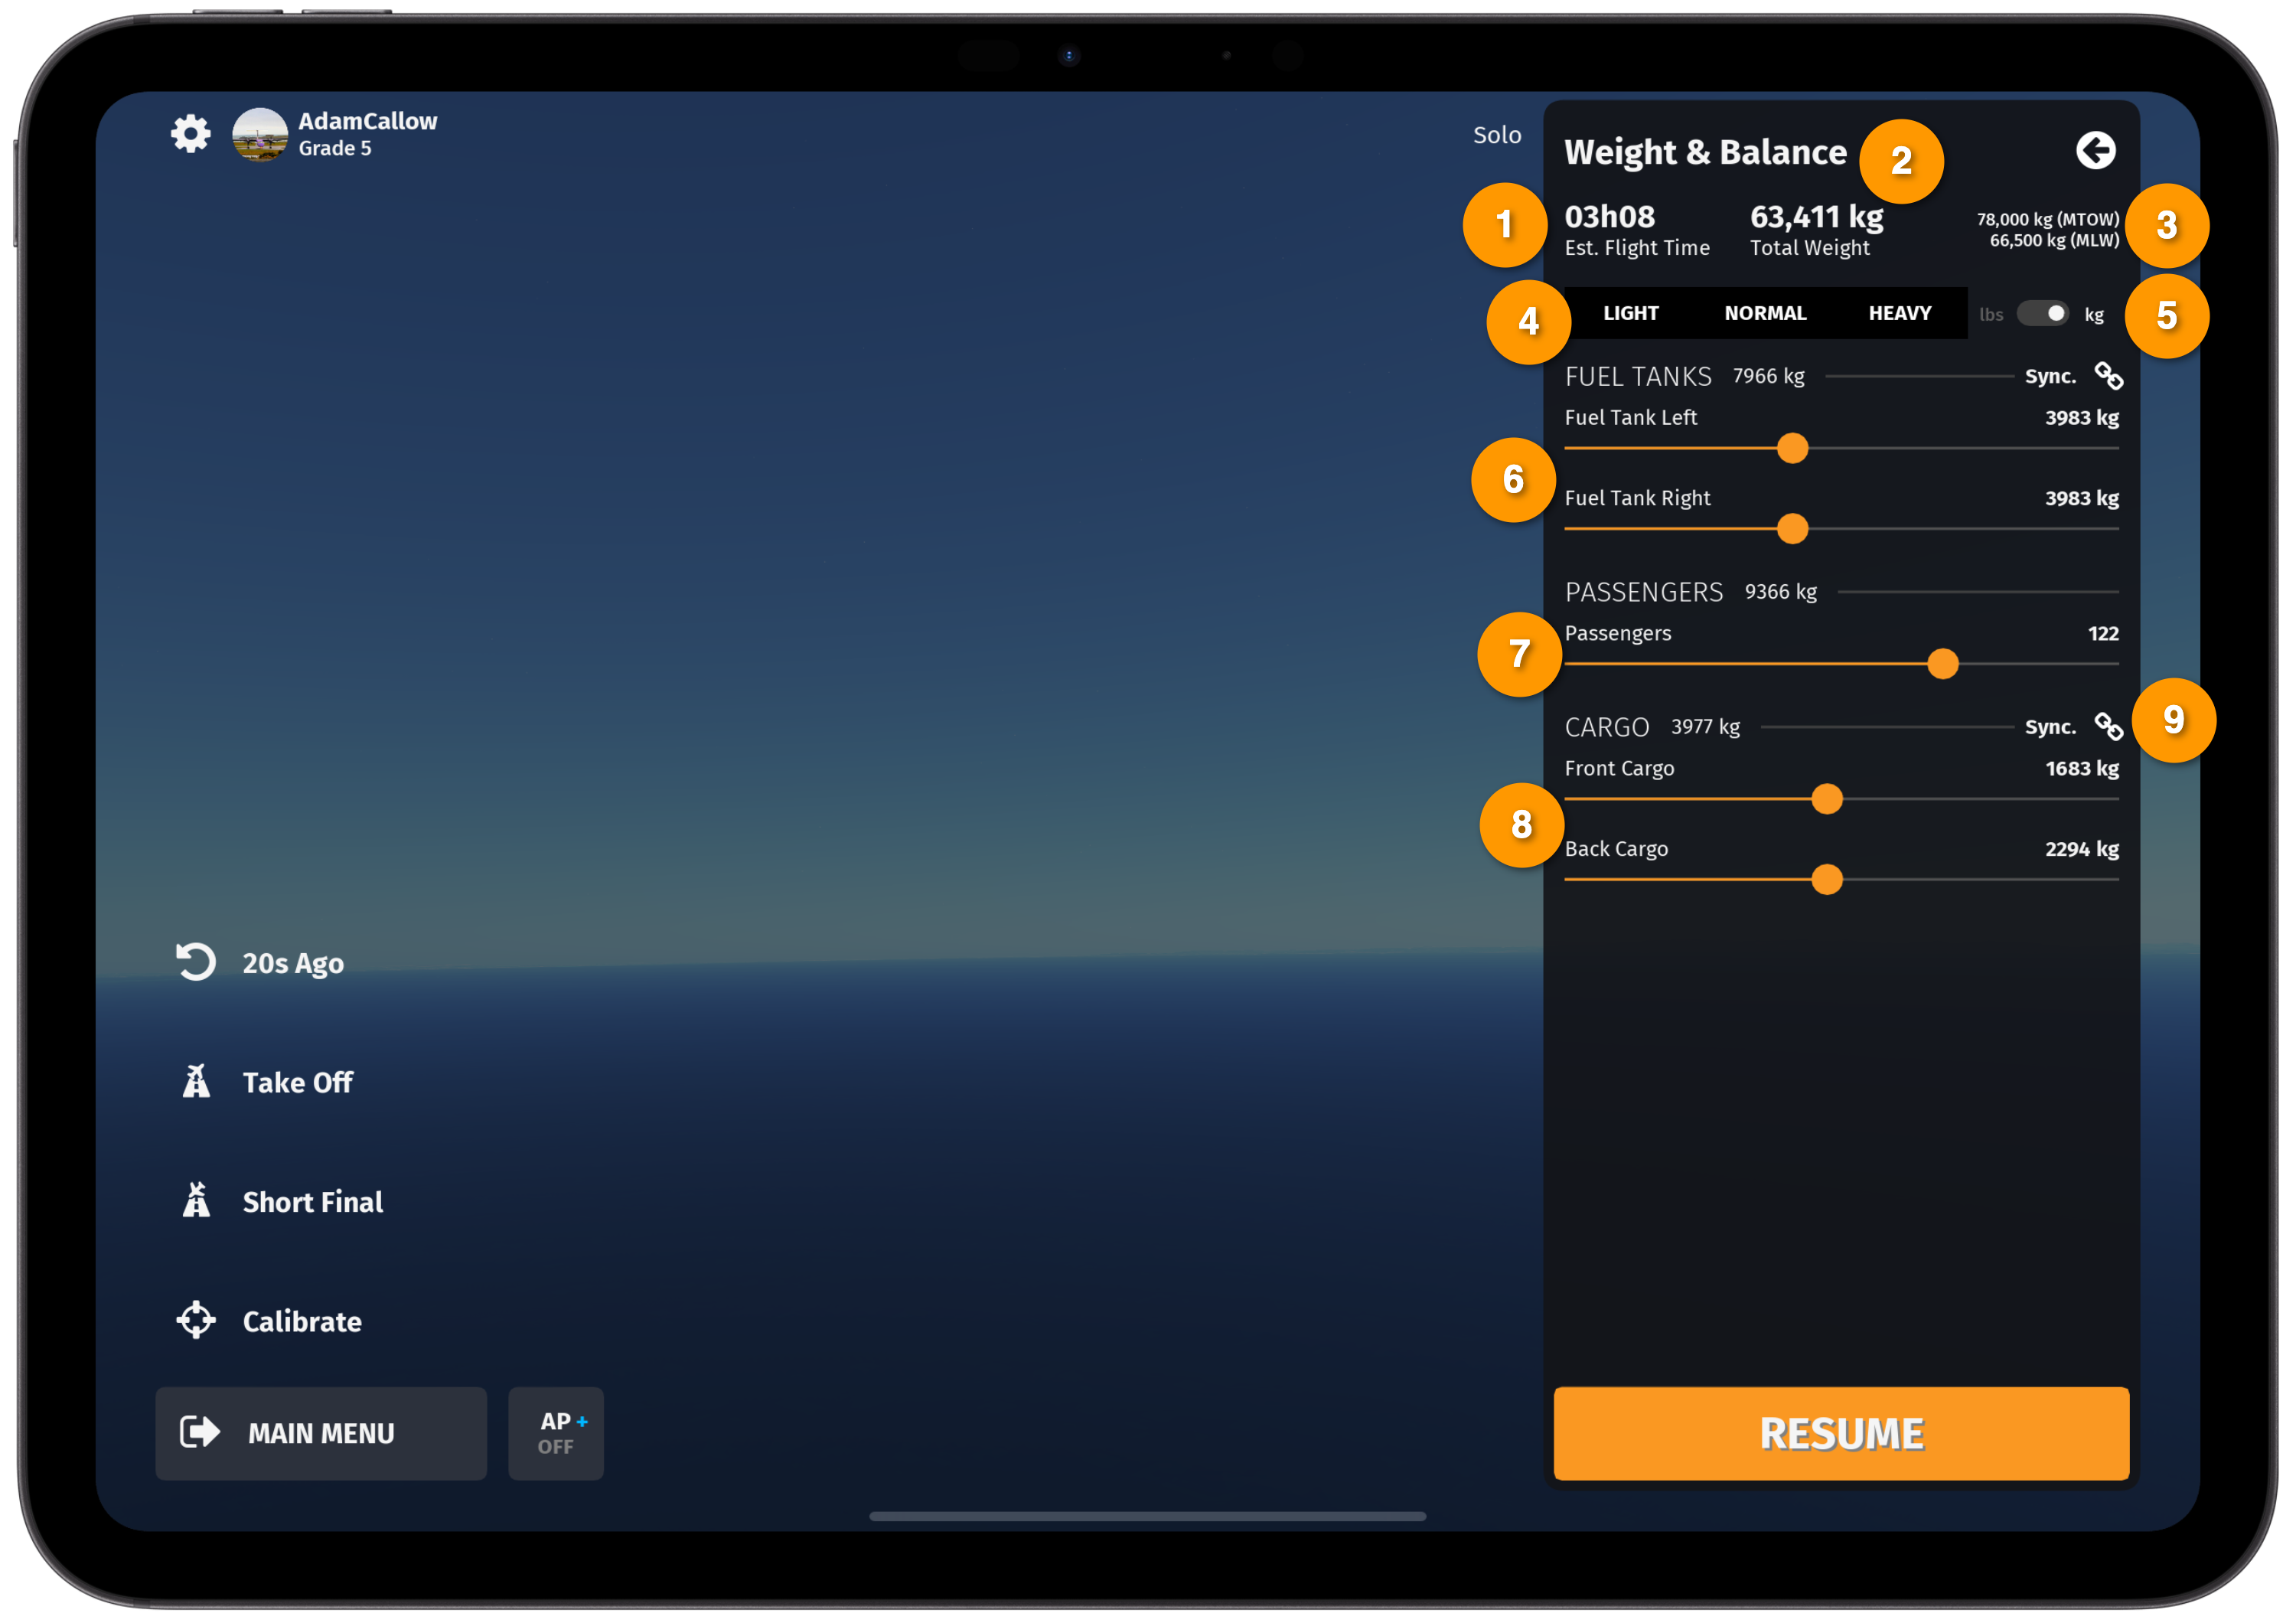 AdamCallow
Grade 5
Solo
Weight & Balance
2
1
03h08
Est. Flight Time
63,411 kg
Total Weight
78,000 kg (MTOW)
66,500 kg (MLW)
3
4
LIGHT NORMAL HEAVY
lbs kg
5
FUEL TANKS 7966 kg Sync.
Fuel Tank Left 3983 kg
6
Fuel Tank Right 3983 kg
PASSENGERS 9366 kg
Passengers 122
7
CARGO 3977 kg Sync.
9
Front Cargo 1683 kg
8
Back Cargo 2294 kg
20s Ago
Take Off
Short Final
Calibrate
MAIN MENU
AP +
OFF
RESUME